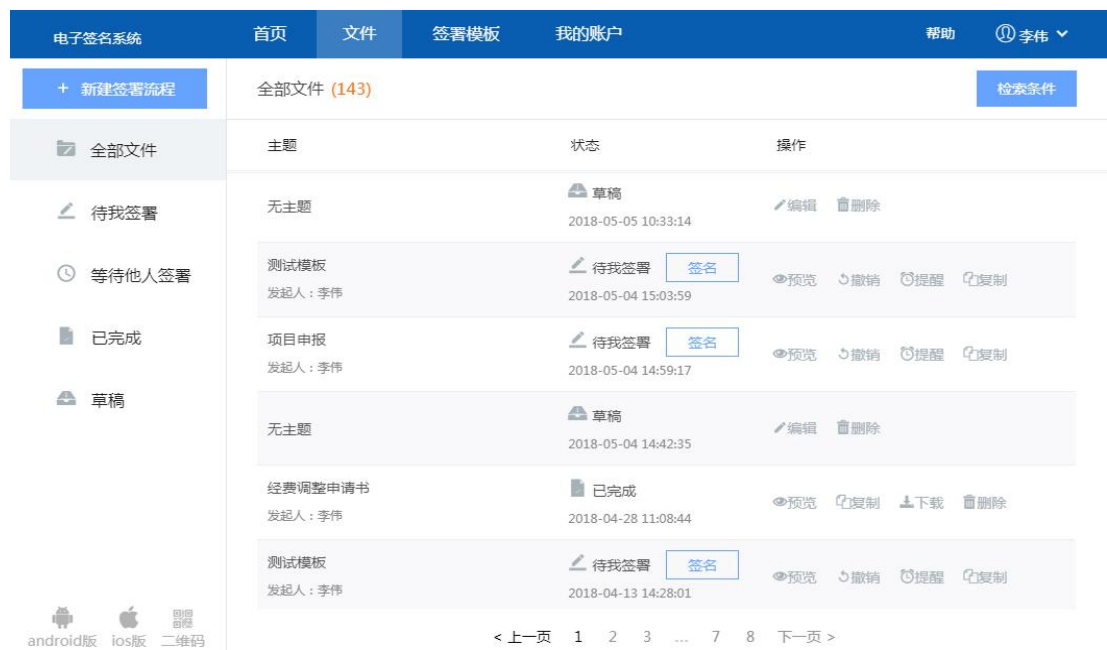 电子签名系统 首页 文件 签署模板 我的账户 帮助 李伟
+ 新建签署流程
全部文件 (143) 检索条件
全部文件
待我签署
等待他人签署
已完成
草稿
主题 状态 操作
无主题 草稿 编辑 删除
2018-05-05 10:33:14
测试模板 待我签署 签名 预览 撤销 提醒 复制
发起人：李伟 2018-05-04 15:03:59
项目申报 待我签署 签名 预览 撤销 提醒 复制
发起人：李伟 2018-05-04 14:59:17
无主题 草稿 编辑 删除
2018-05-04 14:42:35
经费调整申请书 已完成 预览 复制 下载 删除
发起人：李伟 2018-04-28 11:08:44
测试模板 待我签署 签名 预览 撤销 提醒 复制
发起人：李伟 2018-04-13 14:28:01
android版 ios版 二维码
< 上一页 1 2 3 ... 7 8 下一页 >